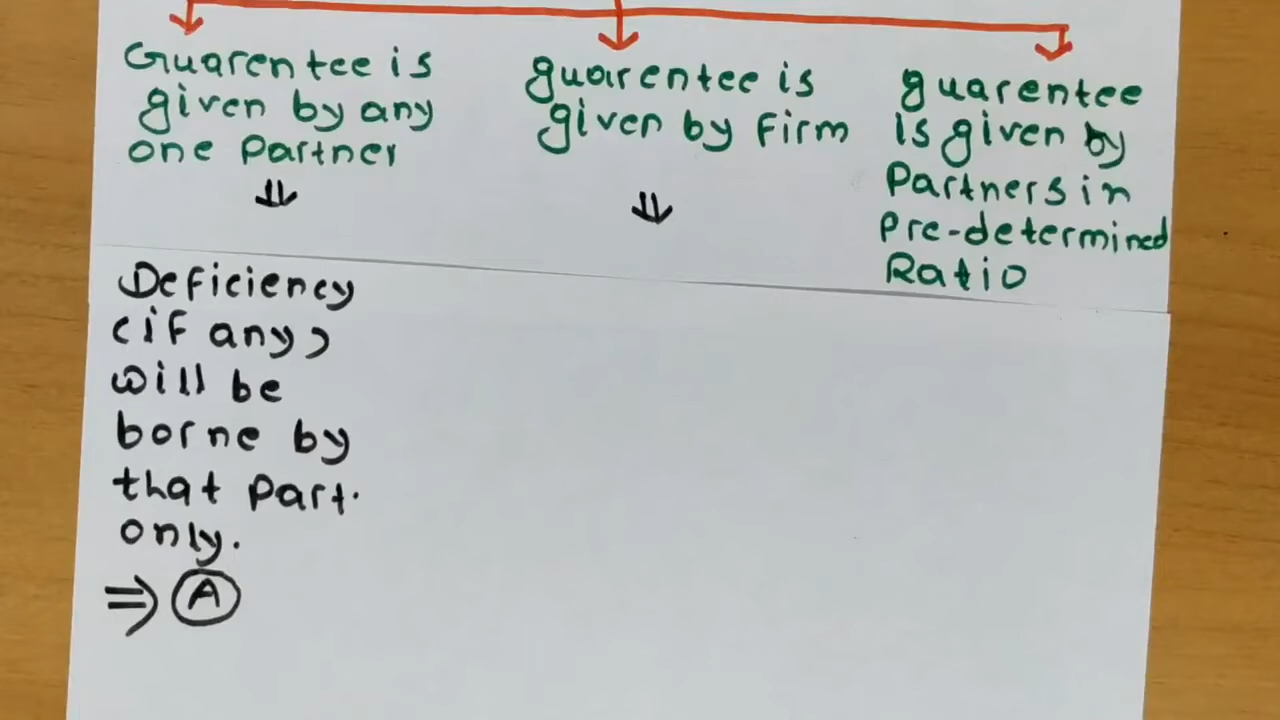 Guarentee is
given by any
one Partner
⇓
Deficiency
(if any)
will be
borne by
that Part.
only.
⇒ A
guarentee is
given by Firm
⇓
guarentee
is given by
Partners in
Pre-determined
Ratio